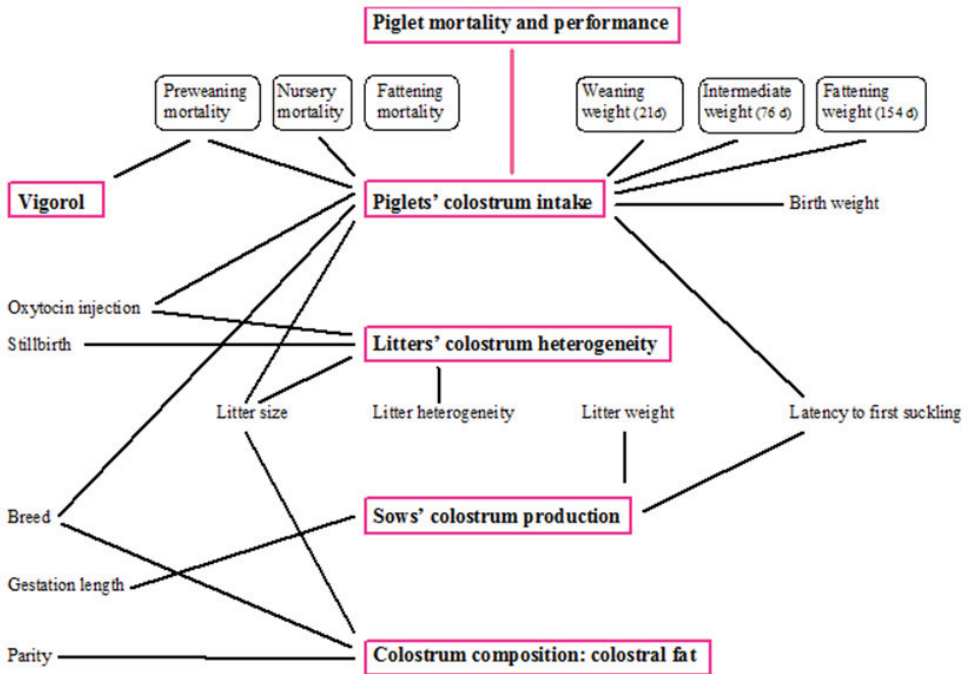 Piglet mortality and performance
Preweaning
mortality
Nursery
mortality
Fattening
mortality
Weaning
weight (21d)
Intermediate
weight (76 d)
Fattening
weight (154 d)
Vigorol
Piglets’ colostrum intake
Birth weight
Oxytocin injection
Stillbirth
Litters’ colostrum heterogeneity
Litter size
Litter heterogeneity
Litter weight
Latency to first suckling
Breed
Sows’ colostrum production
Gestation length
Parity
Colostrum composition: colostral fat